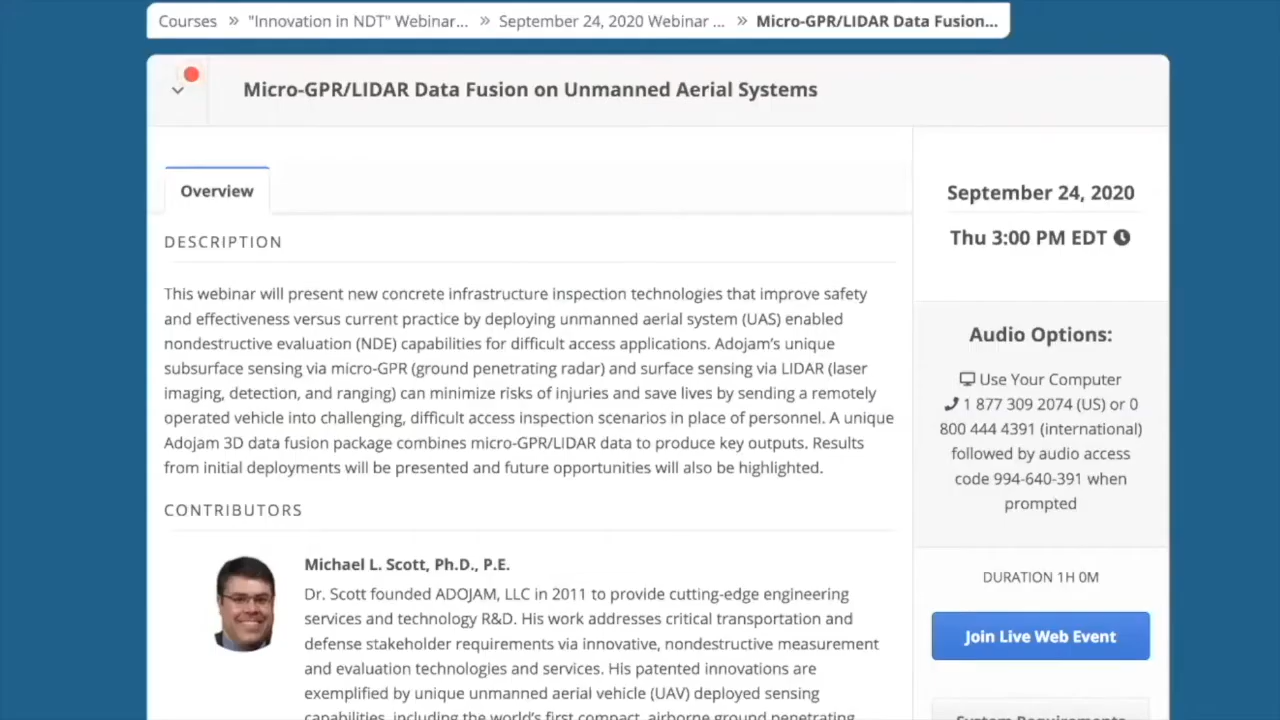 Courses » "Innovation in NDT" Webinar... » September 24, 2020 Webinar ... » Micro-GPR/LIDAR Data Fusion...
Micro-GPR/LIDAR Data Fusion on Unmanned Aerial Systems
Overview
DESCRIPTION
This webinar will present new concrete infrastructure inspection technologies that improve safety
and effectiveness versus current practice by deploying unmanned aerial system (UAS) enabled
nondestructive evaluation (NDE) capabilities for difficult access applications. Adojam's unique
subsurface sensing via micro-GPR (ground penetrating radar) and surface sensing via LIDAR (laser
imaging, detection, and ranging) can minimize risks of injuries and save lives by sending a remotely
operated vehicle into challenging, difficult access inspection scenarios in place of personnel. A unique
Adojam 3D data fusion package combines micro-GPR/LIDAR data to produce key outputs. Results
from initial deployments will be presented and future opportunities will also be highlighted.
CONTRIBUTORS
Michael L. Scott, Ph.D., P.E.
Dr. Scott founded ADOJAM, LLC in 2011 to provide cutting-edge engineering
services and technology R&D. His work addresses critical transportation and
defense stakeholder requirements via innovative, nondestructive measurement
and evaluation technologies and services. His patented innovations are
exemplified by unique unmanned aerial vehicle (UAV) deployed sensing
capabilities, including the world's first compact, airborne ground penetrating
September 24, 2020
Thu 3:00 PM EDT
Audio Options:
Use Your Computer
1 877 309 2074 (US) or 0
800 444 4391 (international)
followed by audio access
code 994-640-391 when
prompted
DURATION 1H 0M
Join Live Web Event
System Requirements